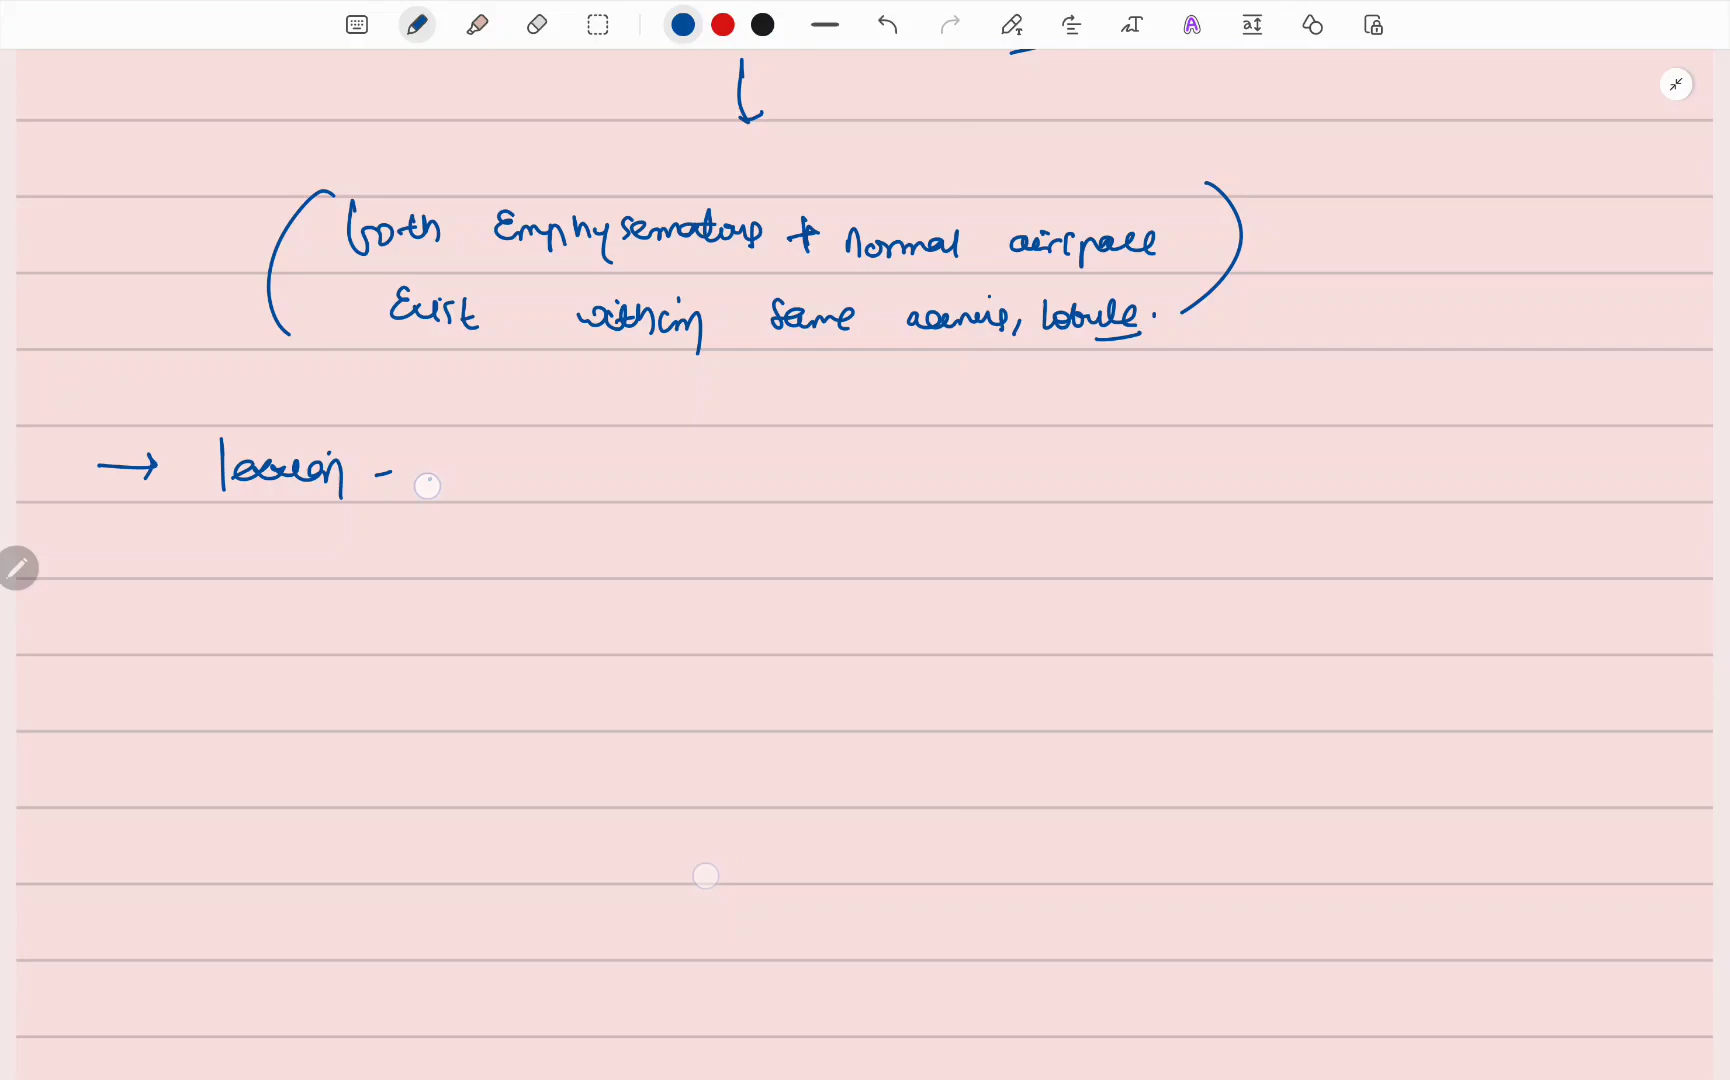 (both Emphysematous + normal airspace
Exist within same acinus, lobule.)
→ lesion -